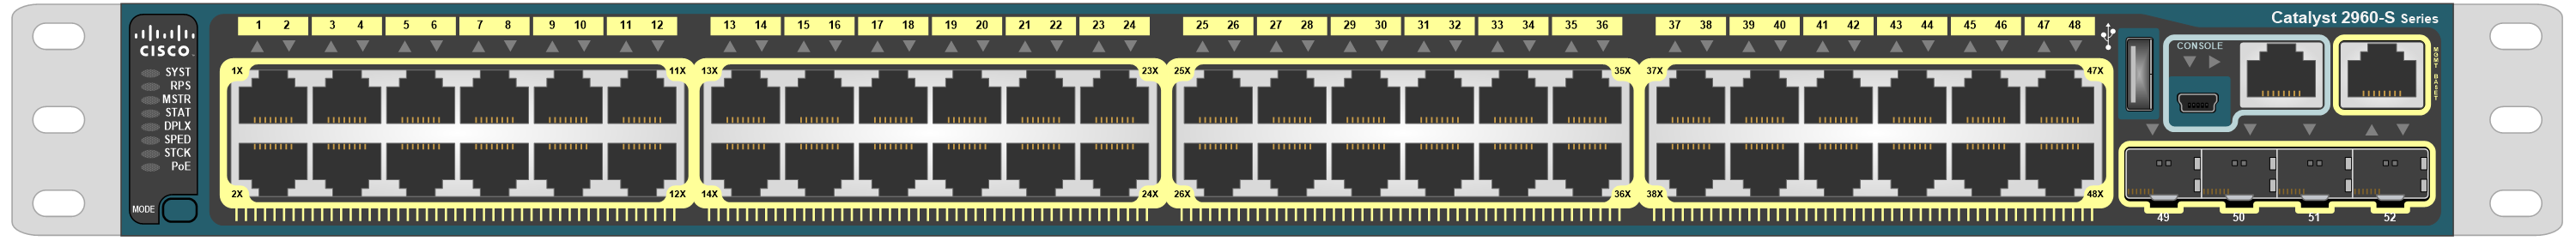 1 2 3 4 5 6 7 8 9 10 11 12 13 14 15 16 17 18 19 20 21 22 23 24 25 26 27 28 29 30 31 32 33 34 35 36 37 38 39 40 41 42 43 44 45 46 47 48
Catalyst 2960-S Series
CISCO
CONSOLE
MGMT BASET
SYST
RPS
MSTR
STAT
DPLX
SPED
STCK
PoE
MODE
1X 11X 13X 23X 25X 35X 37X 47X
2X 12X 14X 24X 26X 36X 38X 48X
49 50 51 52